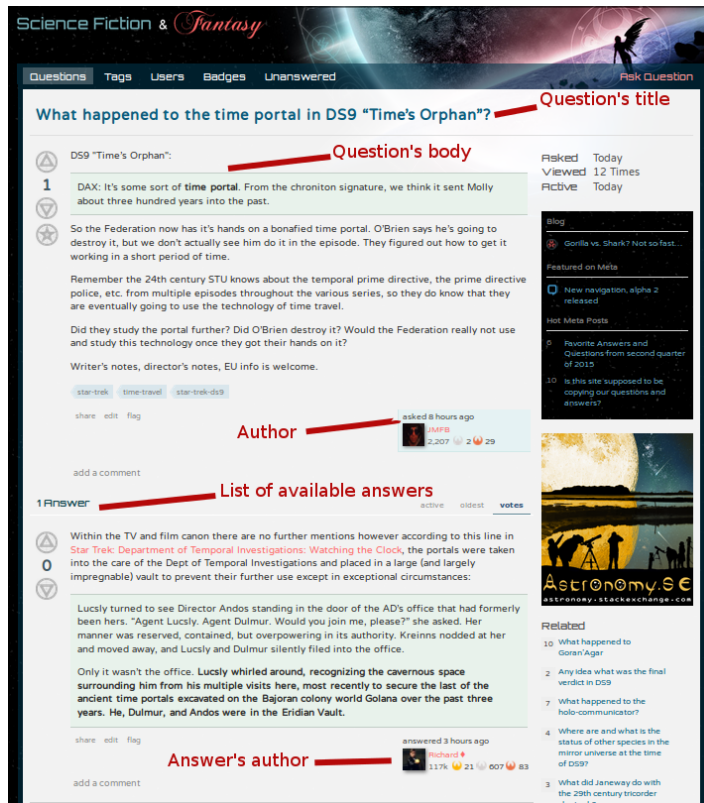 Science Fiction & Fantasy
Questions Tags Users Badges Unanswered Ask Question
What happened to the time portal in DS9 “Time's Orphan”?
Question's title
DS9 “Time's Orphan”:
Question's body
1
DAX: It's some sort of time portal. From the chroniton signature, we think it sent Molly
about three hundred years into the past.
So the Federation now has it's hands on a bonafied time portal. O'Brien says he's going to
destroy it, but we don't actually see him do it in the episode. They figured out how to get it
working in a short period of time.
Remember the 24th century STU knows about the temporal prime directive, the prime directive
police, etc. from multiple episodes throughout the various series, so they do know that they
are eventually going to use the technology of time travel.
Did they study the portal further? Did O'Brien destroy it? Would the Federation really not use
and study this technology once they got their hands on it?
Writer's notes, director's notes, EU info is welcome.
star-trek time-travel star-trek-ds9
share edit flag
asked 8 hours ago
JMFB
2,207 2 29
Author
add a comment
1 Answer
List of available answers
active oldest votes
Within the TV and film canon there are no further mentions however according to this line in
Star Trek: Department of Temporal Investigations: Watching the Clock, the portals were taken
into the care of the Dept of Temporal Investigations and placed in a large (and largely
impregnable) vault to prevent their further use except in exceptional circumstances:
0
Lucsly turned to see Director Andos standing in the door of the AD's office that had formerly
been hers. “Agent Lucsly. Agent Dulmur. Would you join me, please?” she asked. Her
manner was reserved, contained, but overpowering in its authority. Kreinns nodded at her
and moved away, and Lucsly and Dulmur silently filed into the office.
Only it wasn't the office. Lucsly whirled around, recognizing the cavernous space
surrounding him from his multiple visits here, most recently to secure the last of the
ancient time portals excavated on the Bajoran colony world Golana over the past three
years. He, Dulmur, and Andos were in the Eridian Vault.
share edit flag
answered 3 hours ago
Richard ♦
117k 21 607 83
Answer's author
add a comment
Asked Today
Viewed 12 Times
Active Today
Blog
Gorilla vs. Shark? Not so fast...
Featured on Meta
New navigation, alpha 2
released
Hot Meta Posts
6 Favorite Answers and
Questions from second quarter
of 2015
10 Is this site supposed to be
copying our questions and
answers?
Astronomy.SE
astronomy.stackexchange.com
Related
10 What happened to
Goran'Agar
2 Any idea what was the final
verdict in DS9
7 What happened to the
holo-communicator?
4 Where are and what is the
status of other species in the
mirror universe at the time
of DS9?
3 What did Janeway do with
the 29th century tricorder